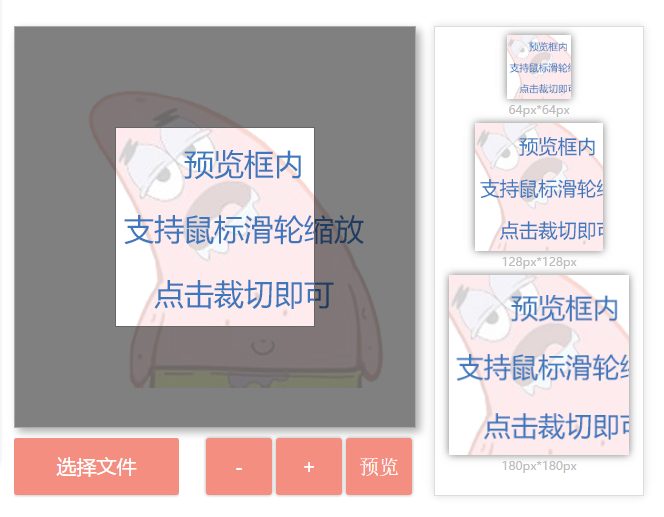 预览框内
支持鼠标滑轮缩放
点击裁切即可
选择文件
-
+
预览
预览框内
支持鼠标滑轮
点击裁切即可
64px*64px
预览框内
支持鼠标滑轮
点击裁切即
128px*128px
预览框内
支持鼠标滑轮
点击裁切即可
180px*180px